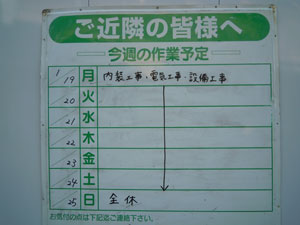 ご近隣の皆様へ
今週の作業予定
1/19 月 内装工事・電気工事・設備工事
20 火
21 水
22 木
23 金
24 土
25 日 全休
お気付の点は下記迄ご連絡下さい。